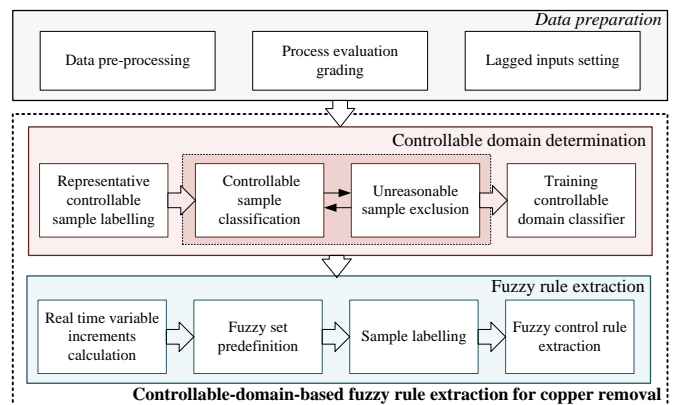 Data preparation
Data pre-processing
Process evaluation
grading
Lagged inputs setting
Controllable domain determination
Representative
controllable
sample labelling
Controllable
sample
classification
Unreasonable
sample exclusion
Training
controllable
domain classifier
Fuzzy rule extraction
Real time variable
increments
calculation
Fuzzy set
predefinition
Sample labelling
Fuzzy control rule
extraction
Controllable-domain-based fuzzy rule extraction for copper removal